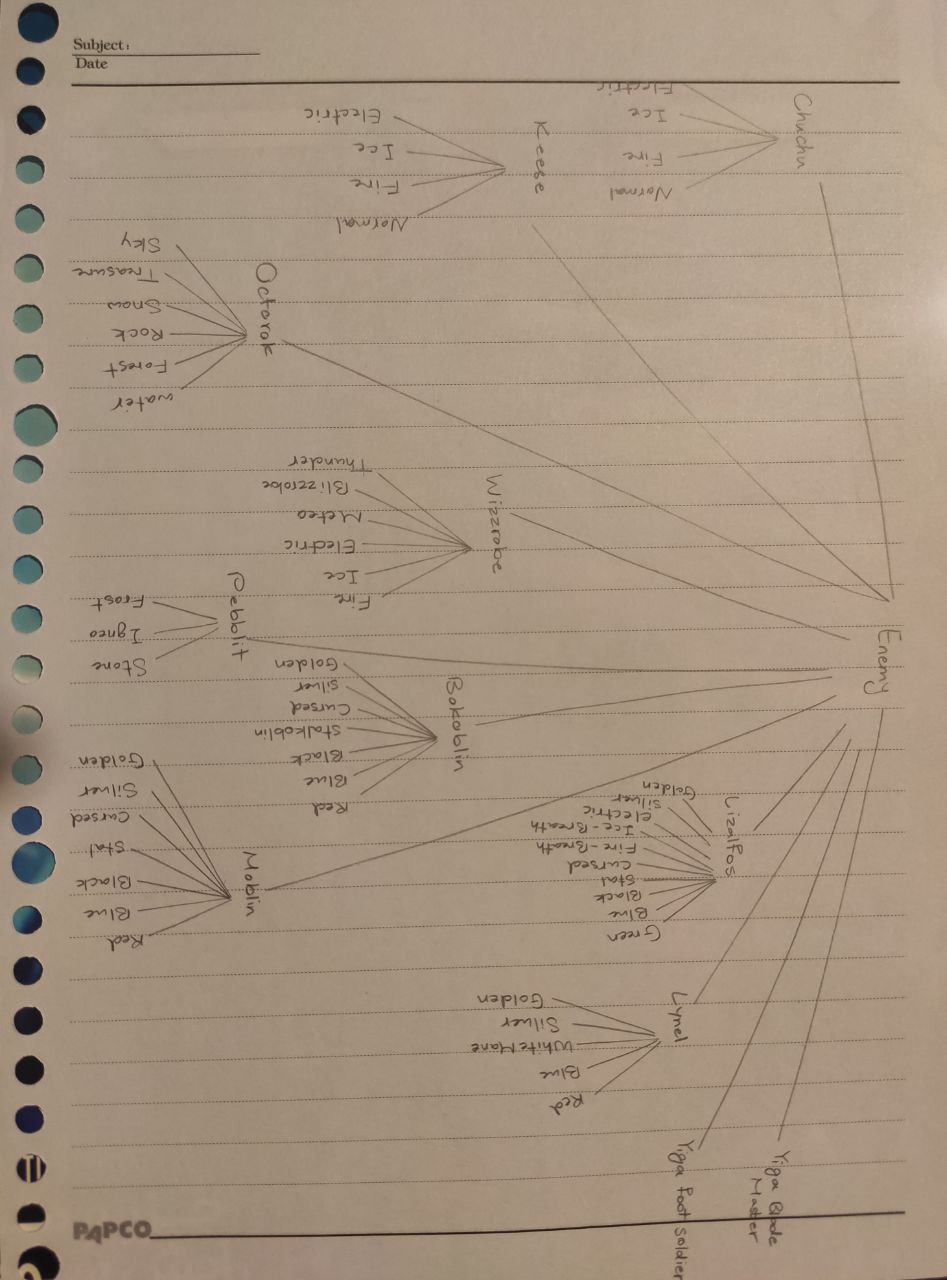 Enemy
Chuchu
Electric
Ice
Fire
Normal
Keese
Electric
Ice
Fire
Normal
Octorok
Sky
Treasure
Snow
Rock
Forest
water
Wizzrobe
Thunder
Blizzrobe
Meteo
Electric
Ice
Fire
Pebblit
Frost
Igneo
Stone
Bokoblin
Golden
silver
Cursed
stalkoblin
Black
Blue
Red
Moblin
Golden
Silver
Cursed
Stal
Black
Blue
Red
Lizalfos
Golden
silver
Electric
Ice-Breath
Fire-Breath
Cursed
Stal
Black
Blue
Green
Lynel
Golden
Silver
White Mane
Blue
Red
Yiga Blade
Master
Yiga foot soldier
Subject:
Date
PAPCO